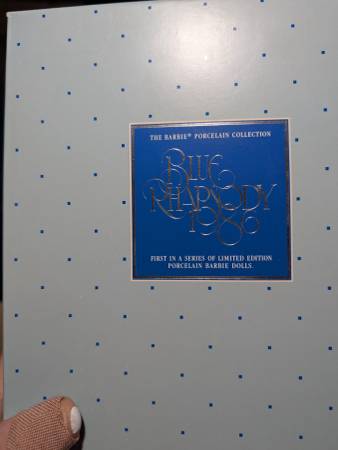 THE BARBIE® PORCELAIN COLLECTION
BLUE
RHAPSODY
1986
FIRST IN A SERIES OF LIMITED EDITION
PORCELAIN BARBIE DOLLS.